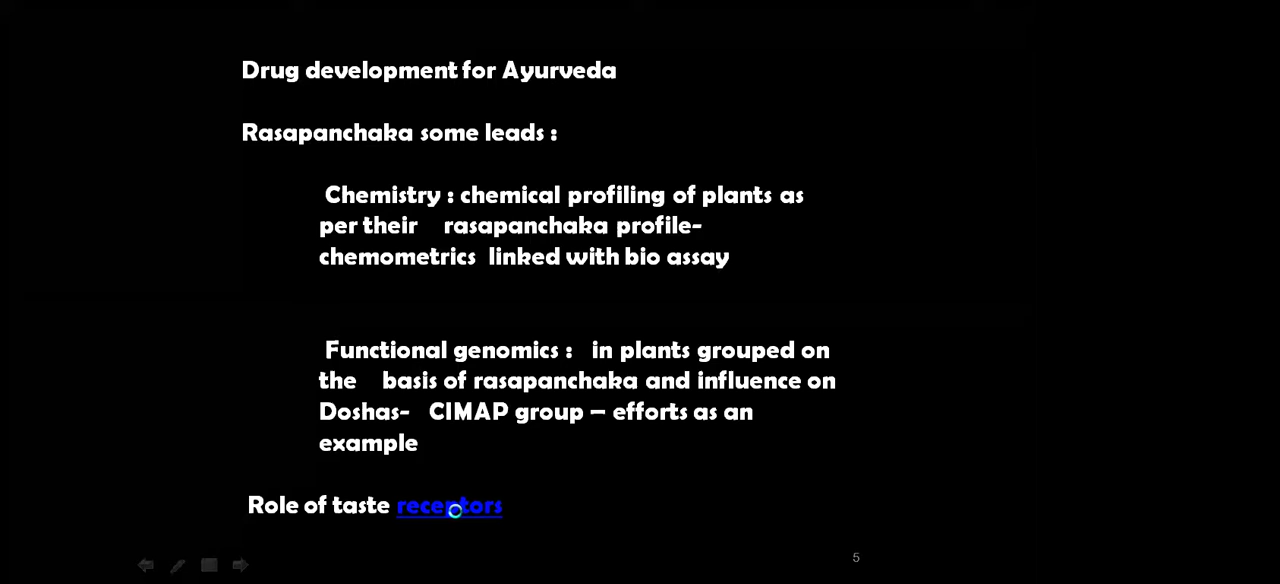 Drug development for Ayurveda
Rasapanchaka some leads :
Chemistry : chemical profiling of plants as
per their rasapanchaka profile-
chemometrics linked with bio assay
Functional genomics : in plants grouped on
the basis of rasapanchaka and influence on
Doshas- CIMAP group – efforts as an
example
Role of taste receptors
5